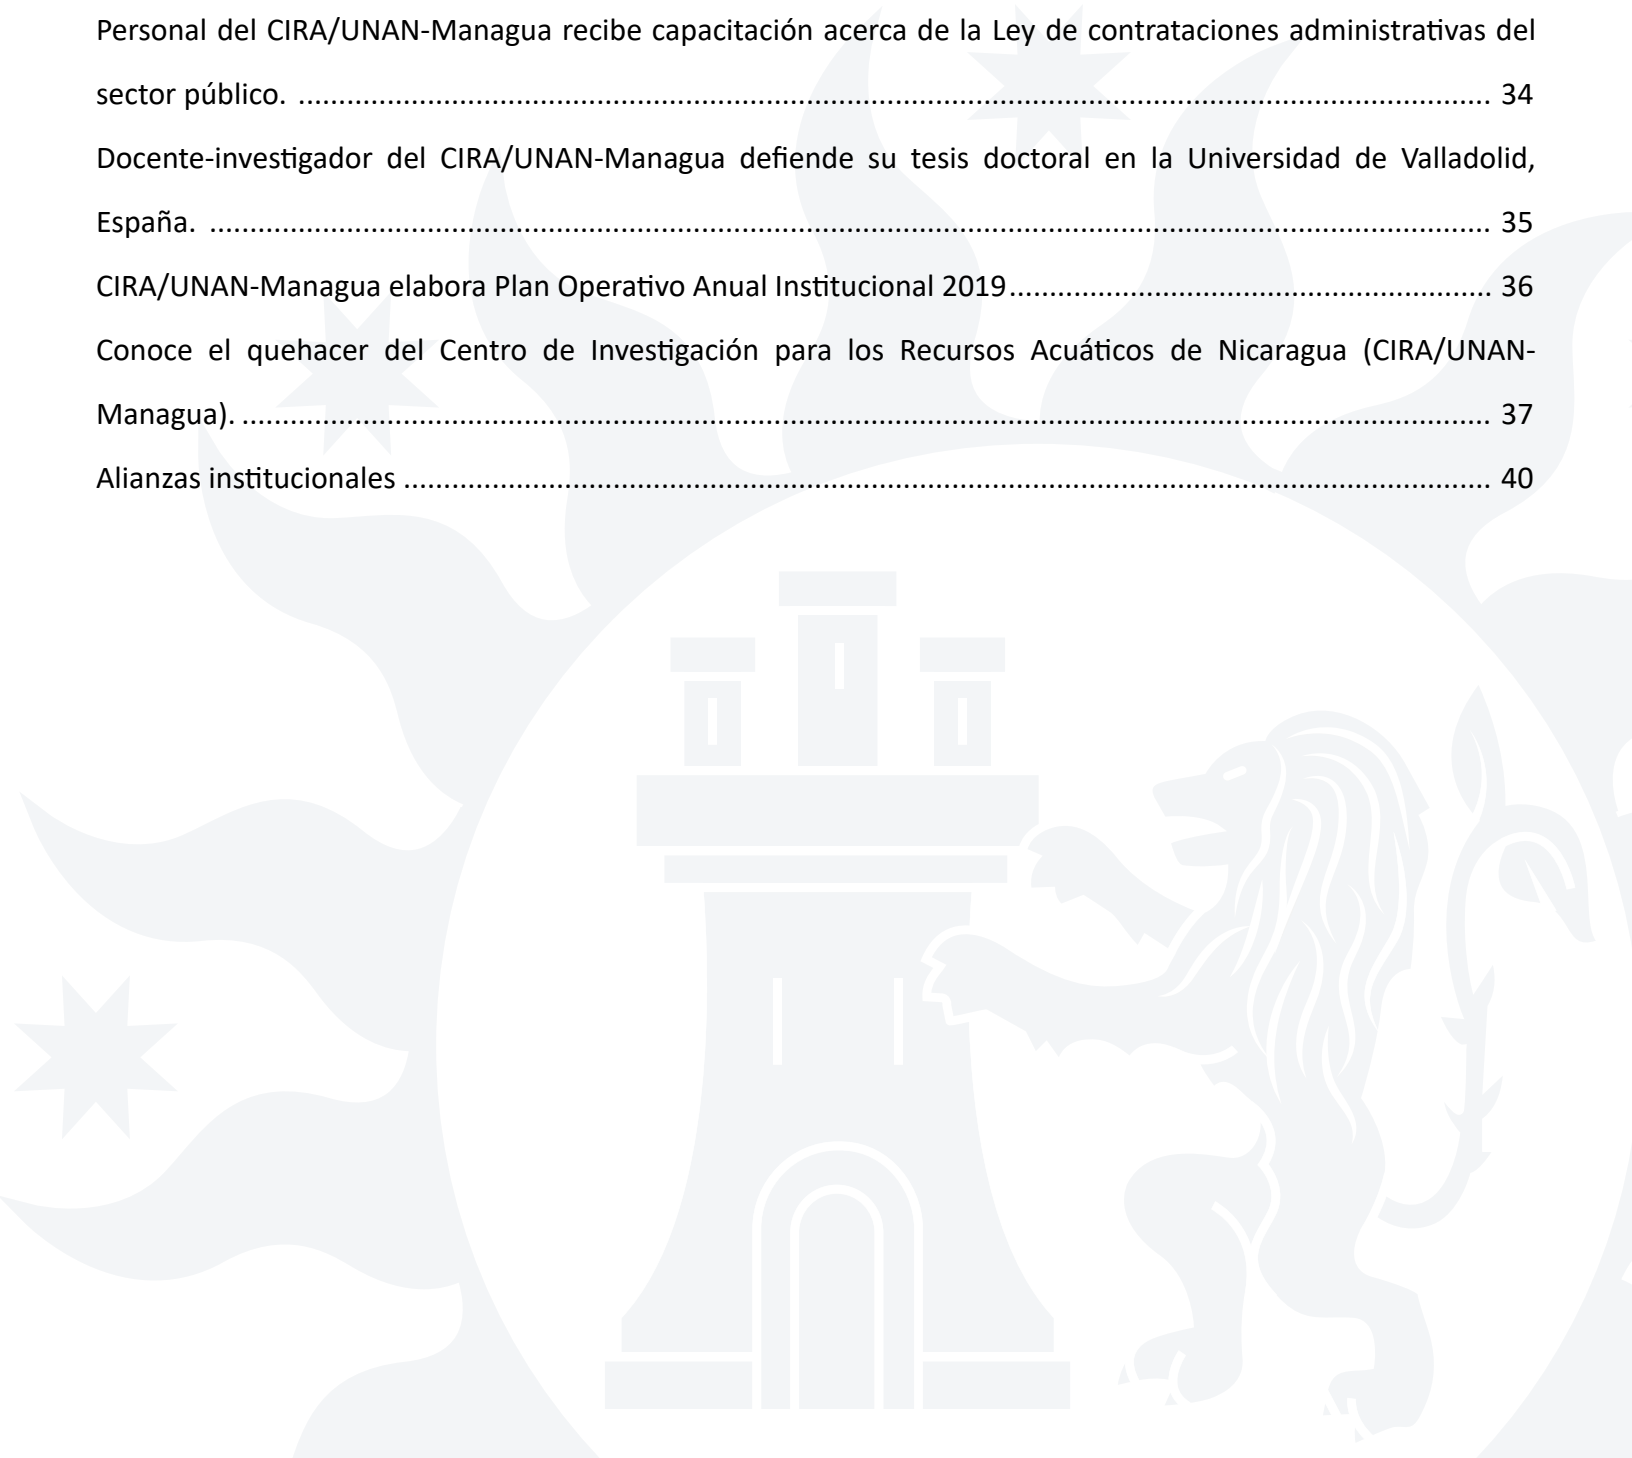 Personal del CIRA/UNAN-Managua recibe capacitación acerca de la Ley de contrataciones administrativas del
sector público. .................................................................................................................................................. 34
Docente-investigador del CIRA/UNAN-Managua defiende su tesis doctoral en la Universidad de Valladolid,
España. ............................................................................................................................................................. 35
CIRA/UNAN-Managua elabora Plan Operativo Anual Institucional 2019........................................................... 36
Conoce el quehacer del Centro de Investigación para los Recursos Acuáticos de Nicaragua (CIRA/UNAN-
Managua). ......................................................................................................................................................... 37
Alianzas institucionales ..................................................................................................................................... 40